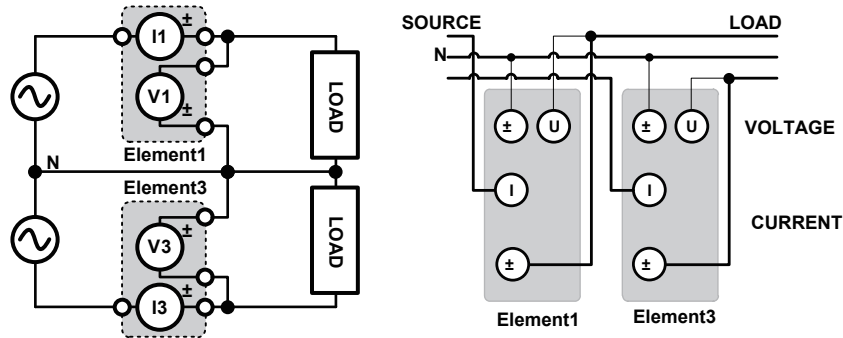 I1
±
V1
±
Element1
LOAD
N
Element3
V3
±
I3
±
LOAD
SOURCE
LOAD
N
± U
± U
VOLTAGE
I
I
CURRENT
±
±
Element1
Element3